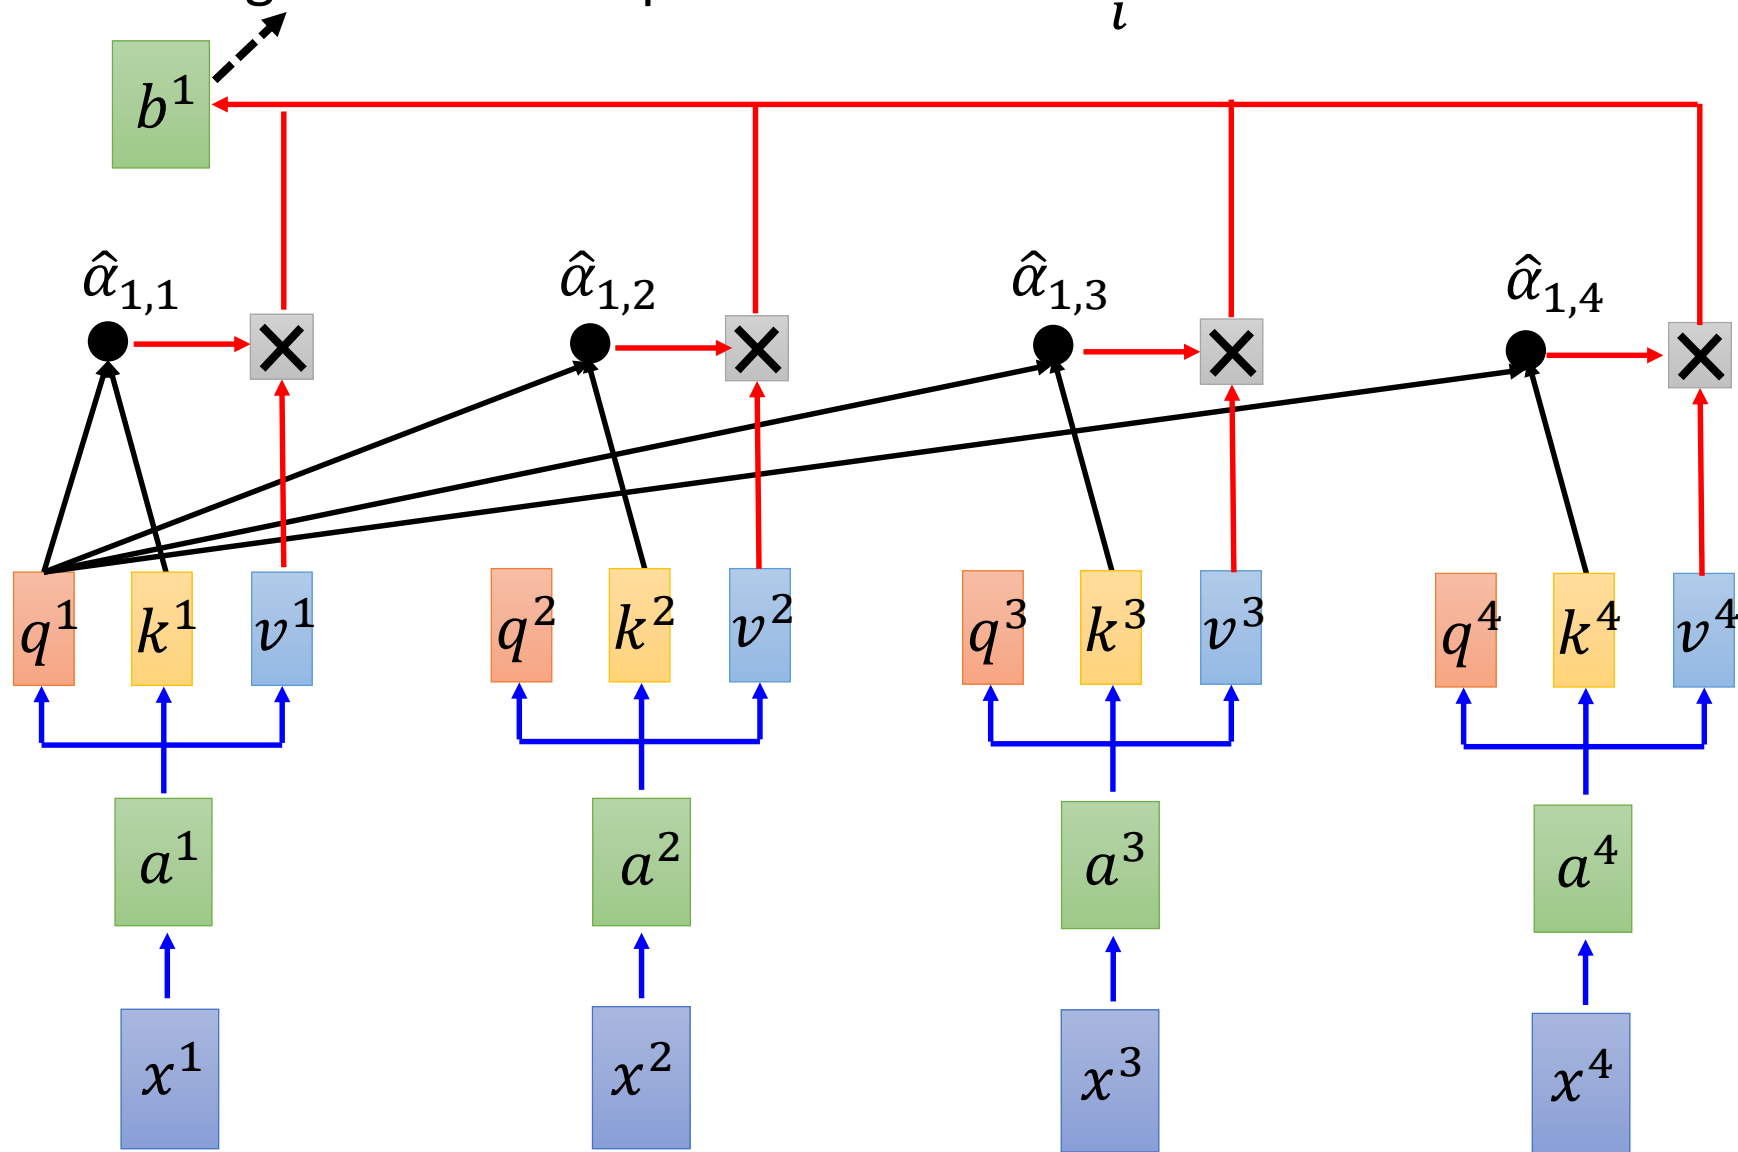 i
b¹
α̂₁,₁ α̂₁,₂ α̂₁,₃ α̂₁,₄
q¹ k¹ v¹ q² k² v² q³ k³ v³ q⁴ k⁴ v⁴
a¹ a² a³ a⁴
x¹ x² x³ x⁴